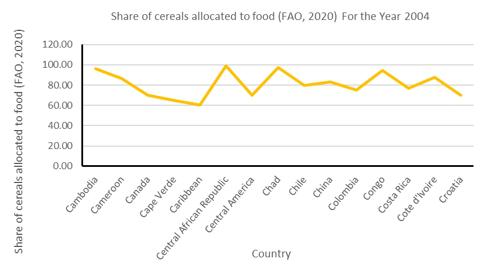 Share of cereals allocated to food (FAO, 2020) For the Year 2004
Share of cereals allocated to food (FAO, 2020)
120.00
100.00
80.00
60.00
40.00
20.00
0.00
Cambodia
Cameroon
Canada
Cape Verde
Caribbean
Central African Republic
Central America
Chad
Chile
China
Colombia
Congo
Costa Rica
Cote d'Ivoire
Croatia
Country